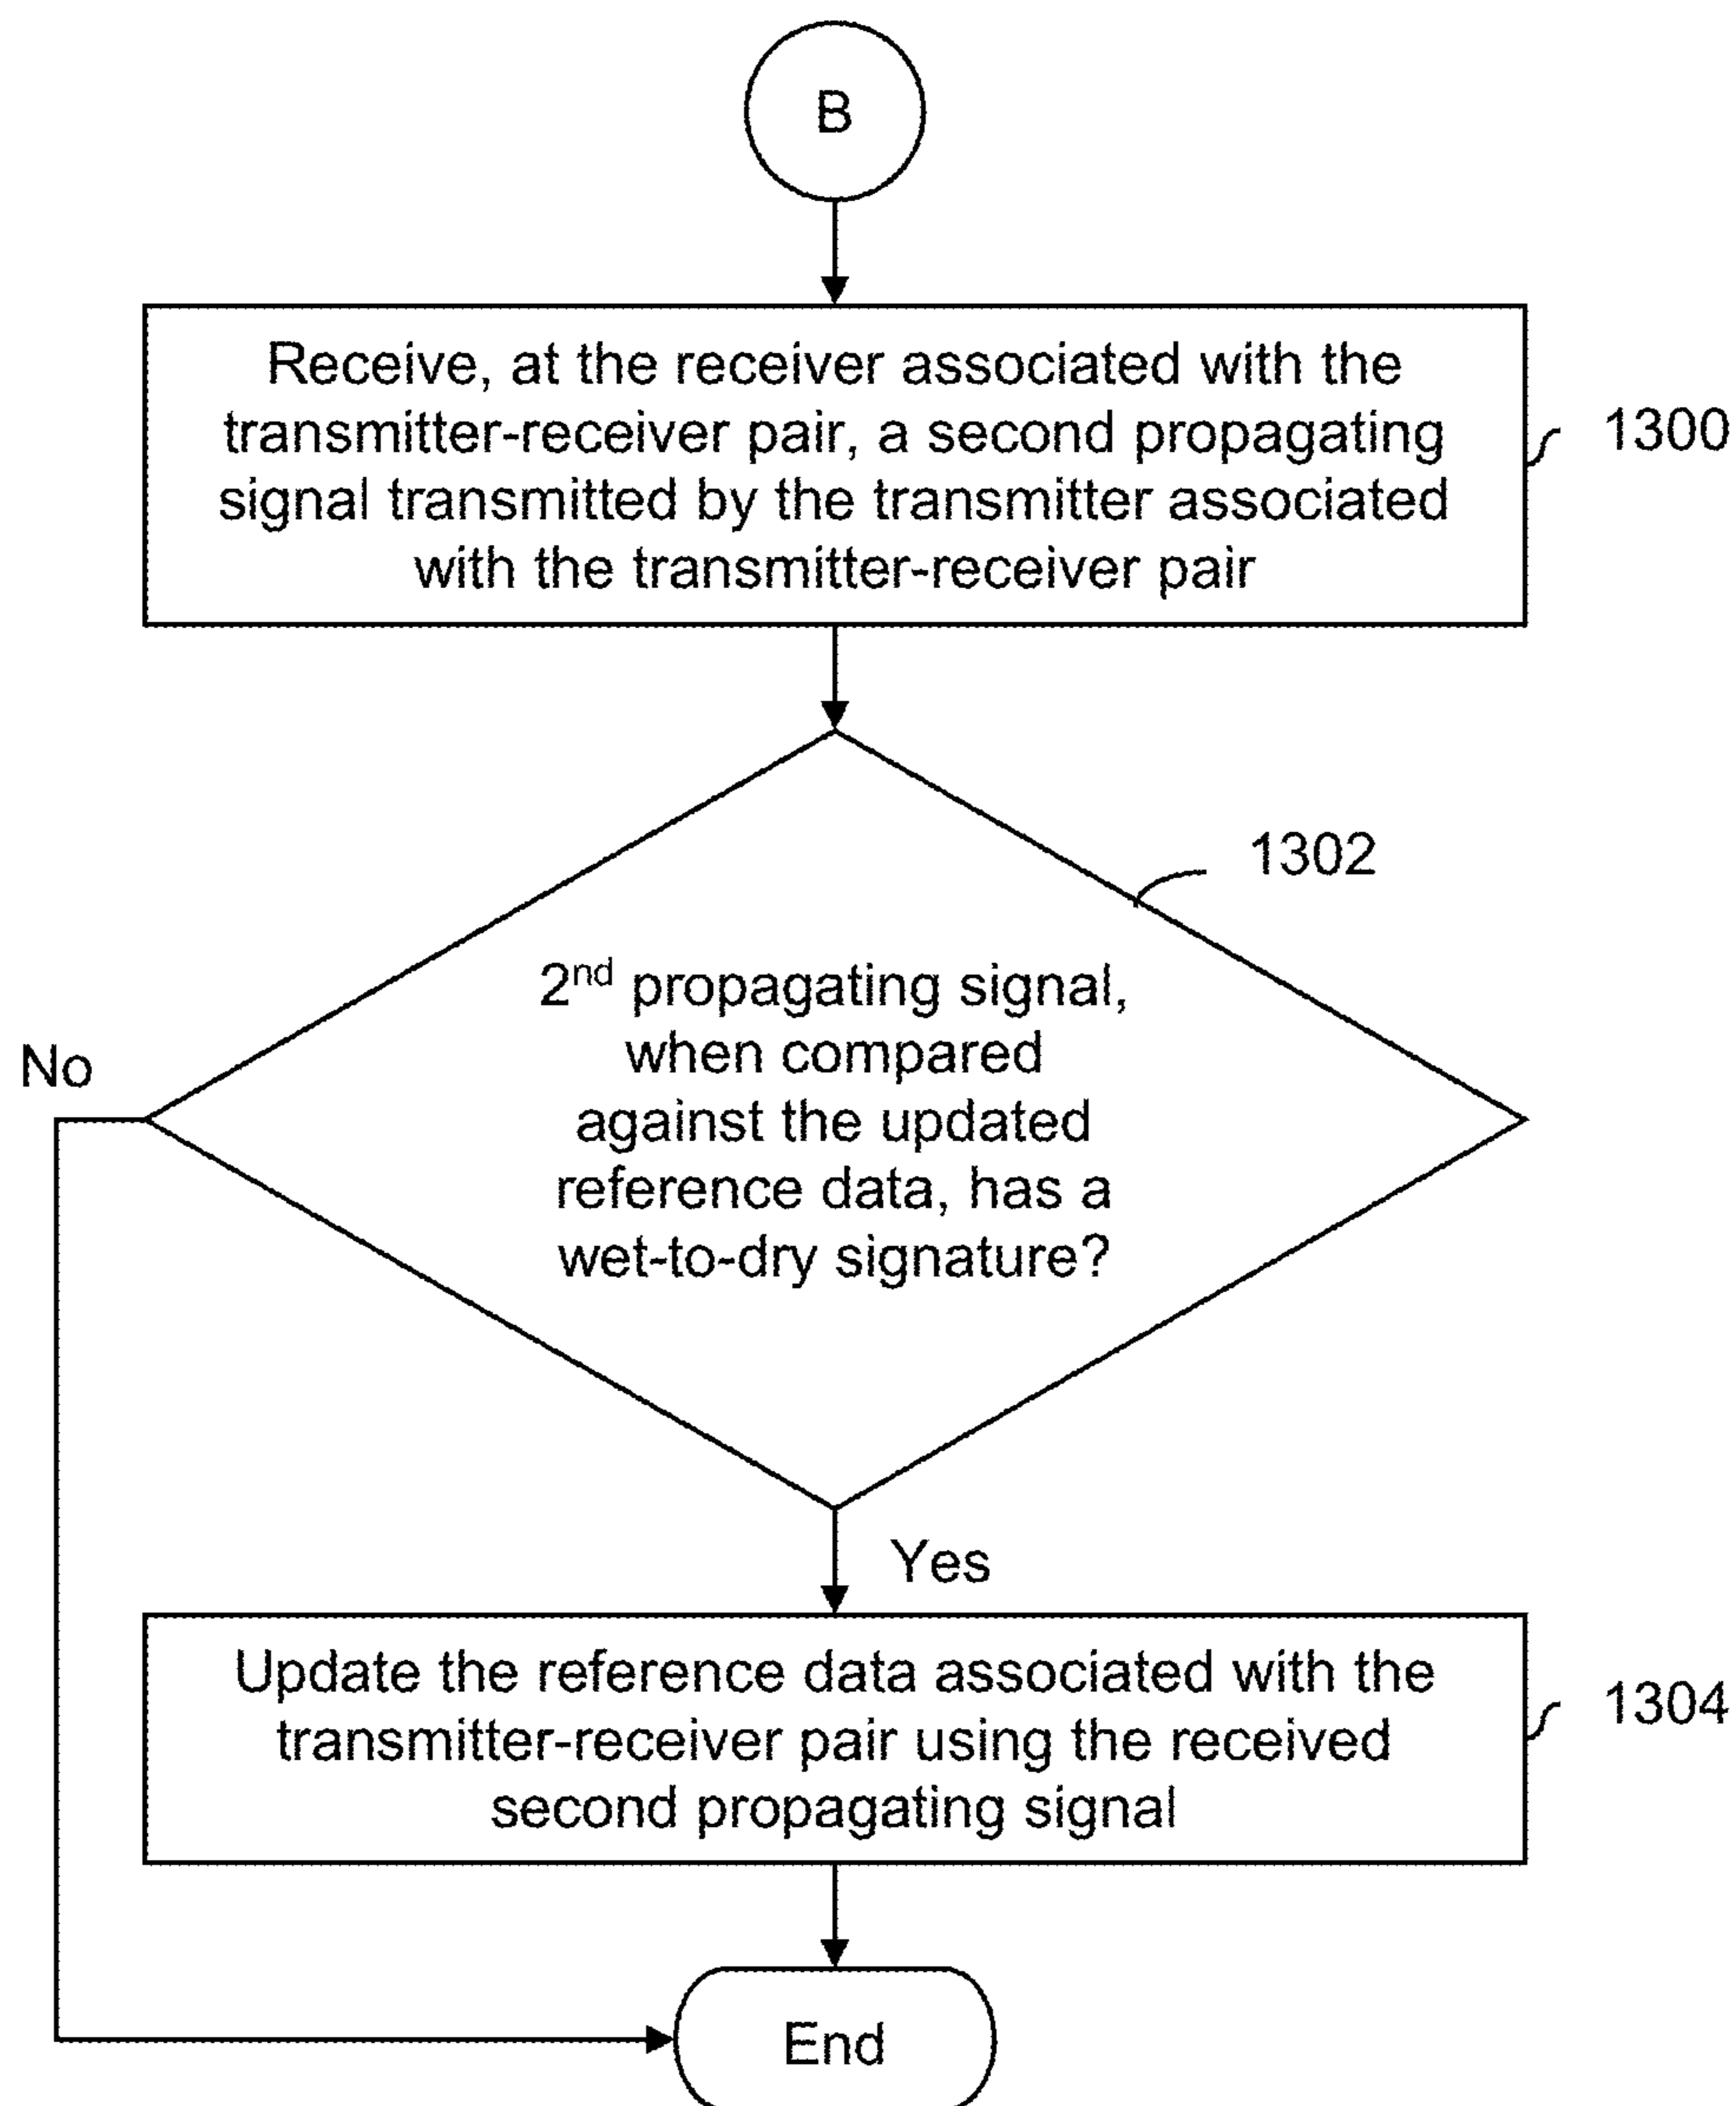 B
Receive, at the receiver associated with the
transmitter-receiver pair, a second propagating
signal transmitted by the transmitter associated
with the transmitter-receiver pair
1300
1302
2nd propagating signal,
when compared
against the updated
reference data, has a
wet-to-dry signature?
No
Yes
Update the reference data associated with the
transmitter-receiver pair using the received
second propagating signal
1304
End